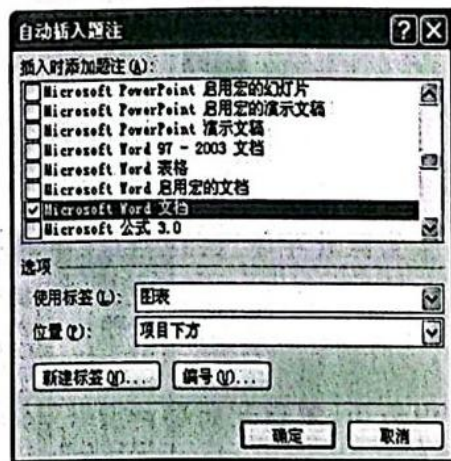 自动插入题注
插入时添加题注(A):
Microsoft PowerPoint 启用宏的幻灯片
Microsoft PowerPoint 启用宏的演示文稿
Microsoft PowerPoint 演示文稿
Microsoft Word 97 - 2003 文档
Microsoft Word 表格
Microsoft Word 启用宏的文档
Microsoft Word 文档
Microsoft 公式 3.0
选项
使用标签(L): 图表
位置(P): 项目下方
新建标签(N)... 编号(U)...
确定 取消